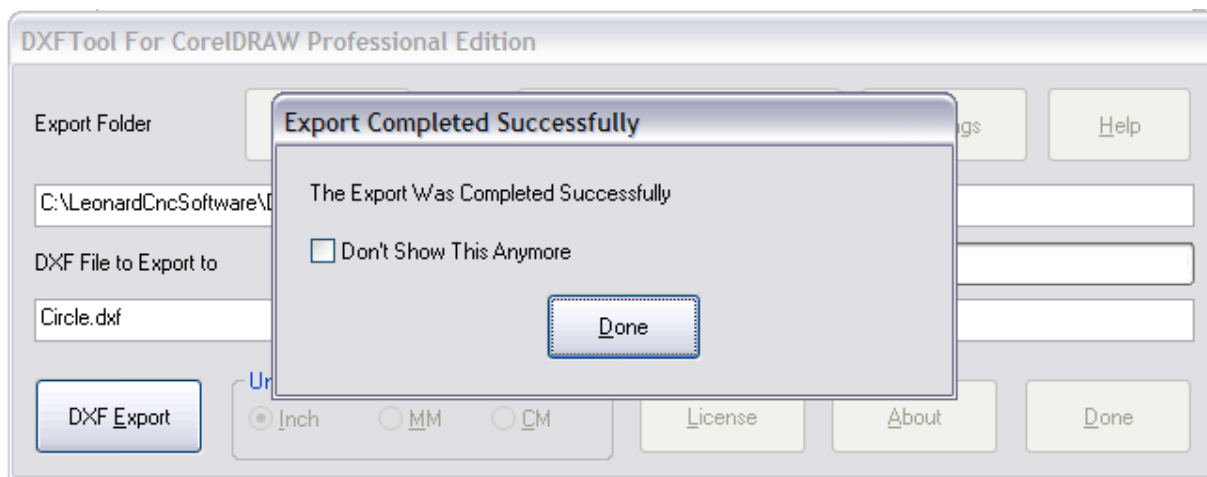 DXFTool For CorelDRAW Professional Edition
Export Folder
Help
Export Completed Successfully
The Export Was Completed Successfully
Don't Show This Anymore
Done
C:\LeonardCncSoftware\
DXF File to Export to
Circle.dxf
DXF Export
Inch
MM
CM
License
About
Done